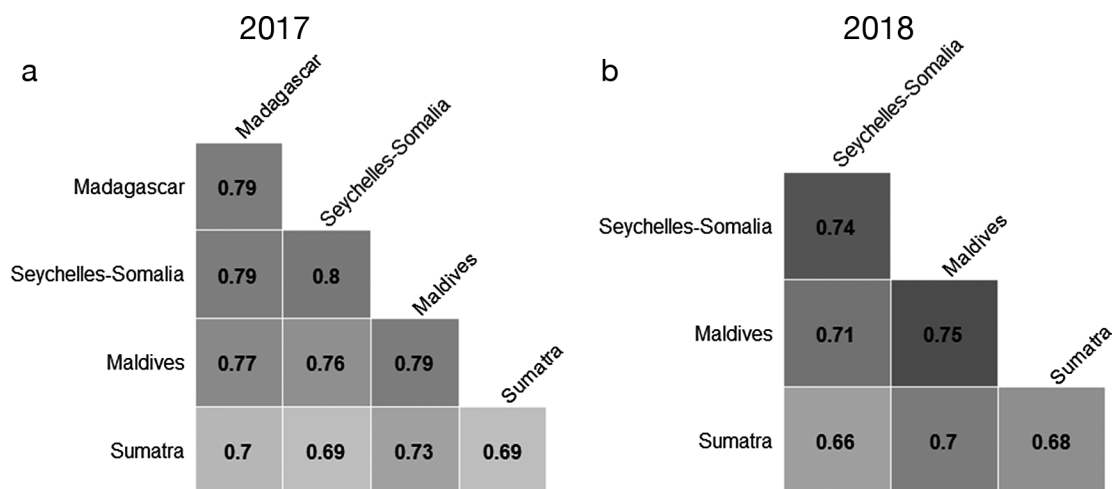 2017
a
Madagascar
Seychelles-Somalia
Maldives
Sumatra
Madagascar 0.79
Seychelles-Somalia 0.79 0.8
Maldives 0.77 0.76 0.79
Sumatra 0.7 0.69 0.73 0.69
2018
b
Seychelles-Somalia
Maldives
Sumatra
Seychelles-Somalia 0.74
Maldives 0.71 0.75
Sumatra 0.66 0.7 0.68